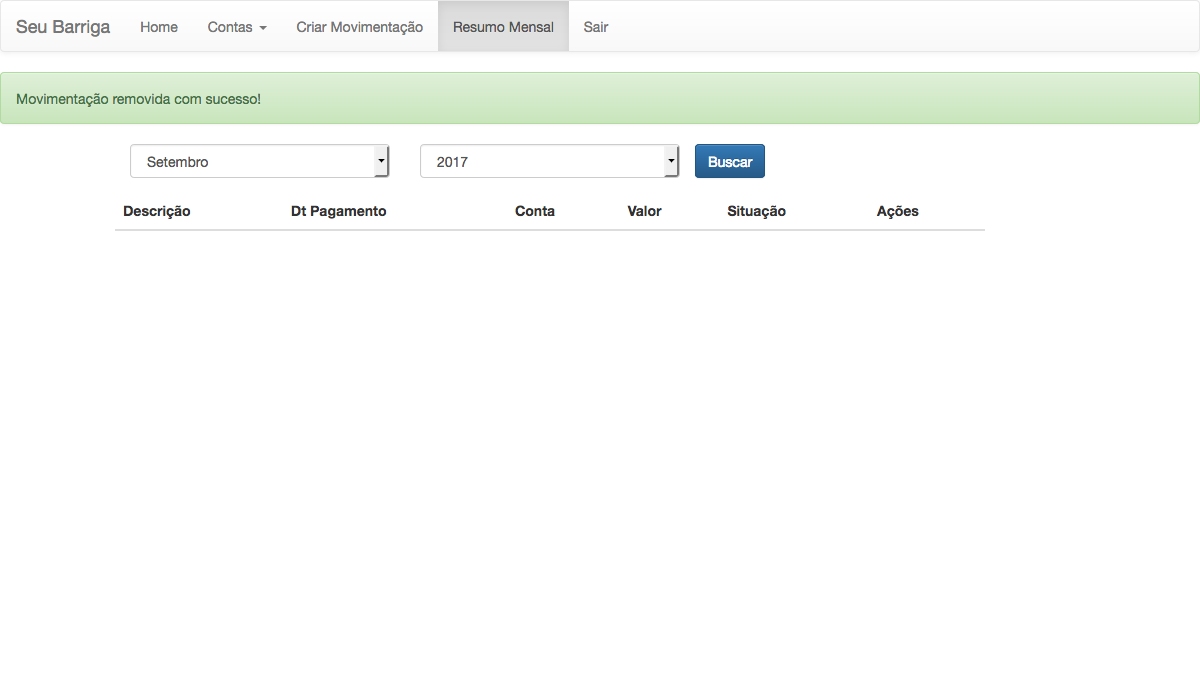 Seu Barriga Home Contas Criar Movimentação Resumo Mensal Sair
Movimentação removida com sucesso!
Setembro 2017 Buscar
Descrição Dt Pagamento Conta Valor Situação Ações